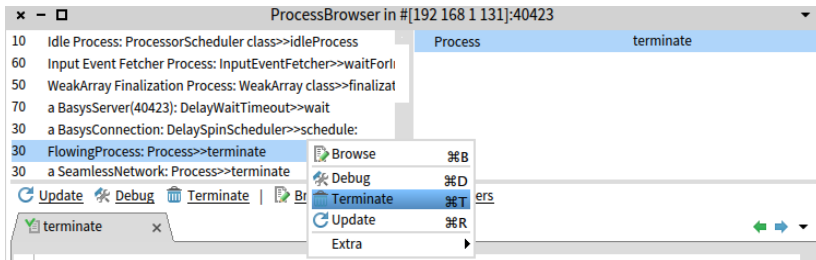 ProcessBrowser in #[192 168 1 131]:40423
10 Idle Process: ProcessorScheduler class>>idleProcess
60 Input Event Fetcher Process: InputEventFetcher>>waitForIn
50 WeakArray Finalization Process: WeakArray class>>finalizat
70 a BasysServer(40423): DelayWaitTimeout>>wait
30 a BasysConnection: DelaySpinScheduler>>schedule:
30 FlowingProcess: Process>>terminate
30 a SeamlessNetwork: Process>>terminate
Process terminate
Browse ⌘B
Debug ⌘D
Terminate ⌘T
Update ⌘R
Extra
Update Debug Terminate | Br ers
terminate